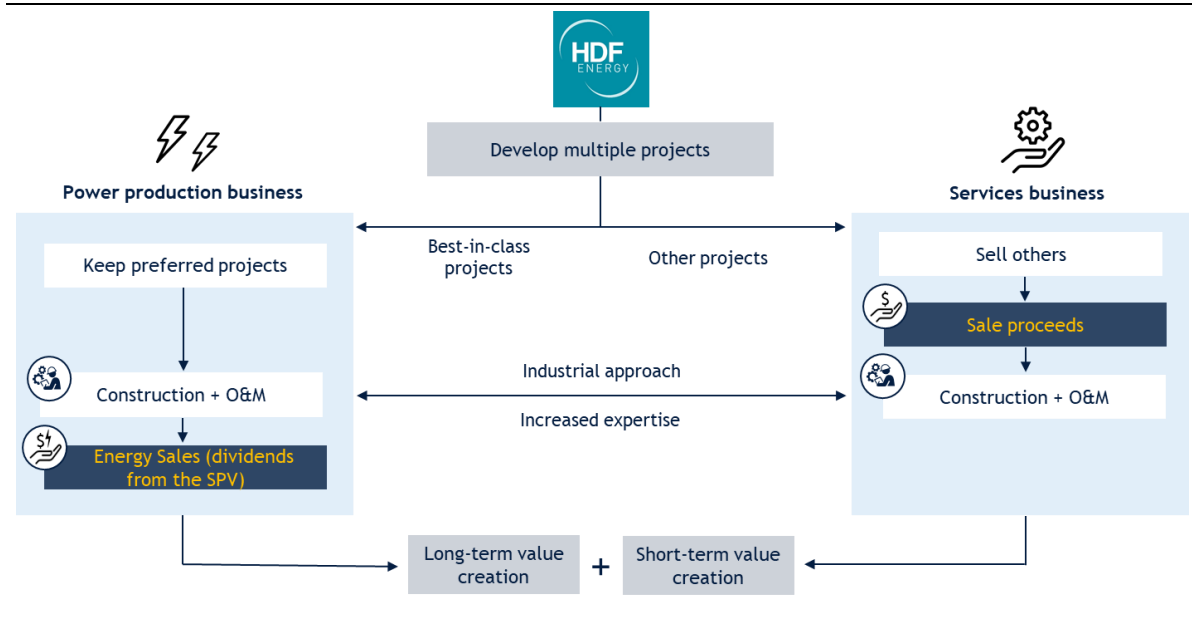 HDF
ENERGY
Develop multiple projects
Power production business
Services business
Best-in-class
projects
Other projects
Keep preferred projects
Sell others
$
Sale proceeds
Industrial approach
Construction + O&M
Construction + O&M
Increased expertise
$
Energy Sales (dividends
from the SPV)
Long-term value
creation
+
Short-term value
creation